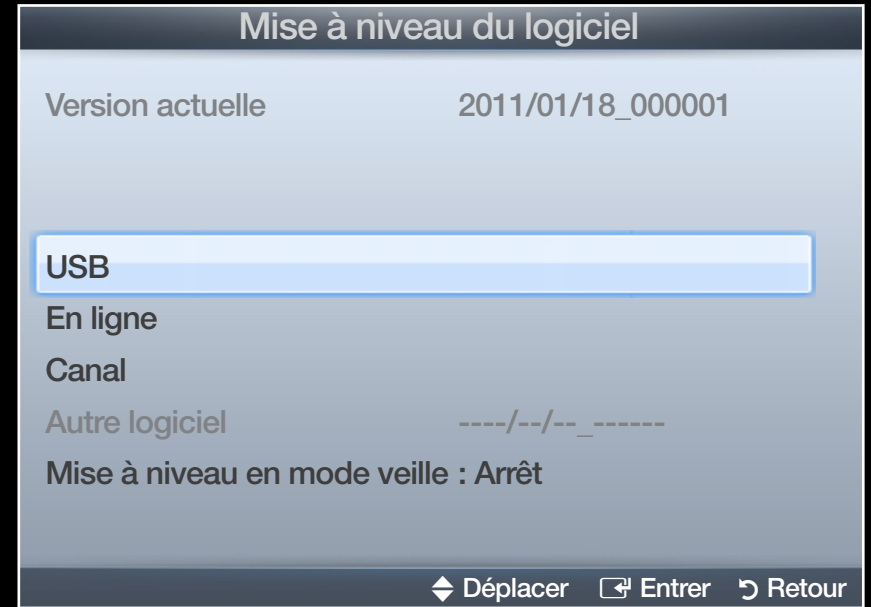 Mise à niveau du logiciel
Version actuelle 2011/01/18_000001
USB
En ligne
Canal
Autre logiciel ----/--/--_------
Mise à niveau en mode veille : Arrêt
Déplacer Entrer Retour